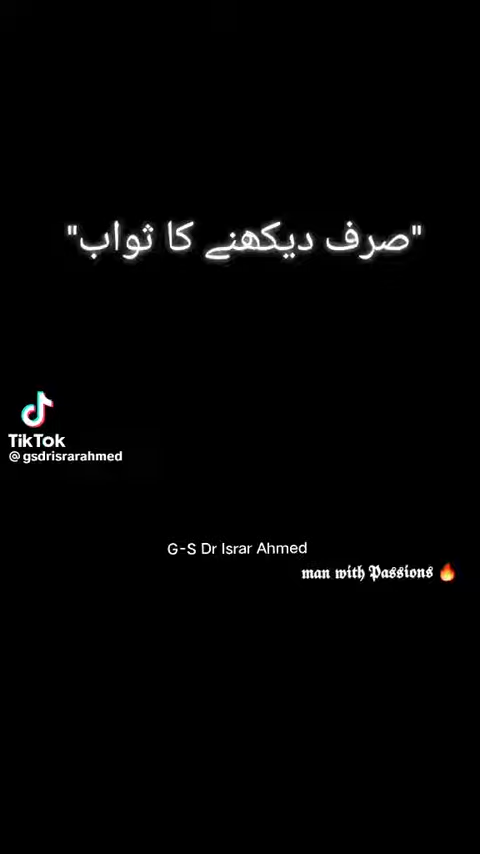 "صرف دیکھنے کا ثواب"
TikTok
@gsdrisrarahmed
G-S Dr Israr Ahmed
man with Passions 🔥